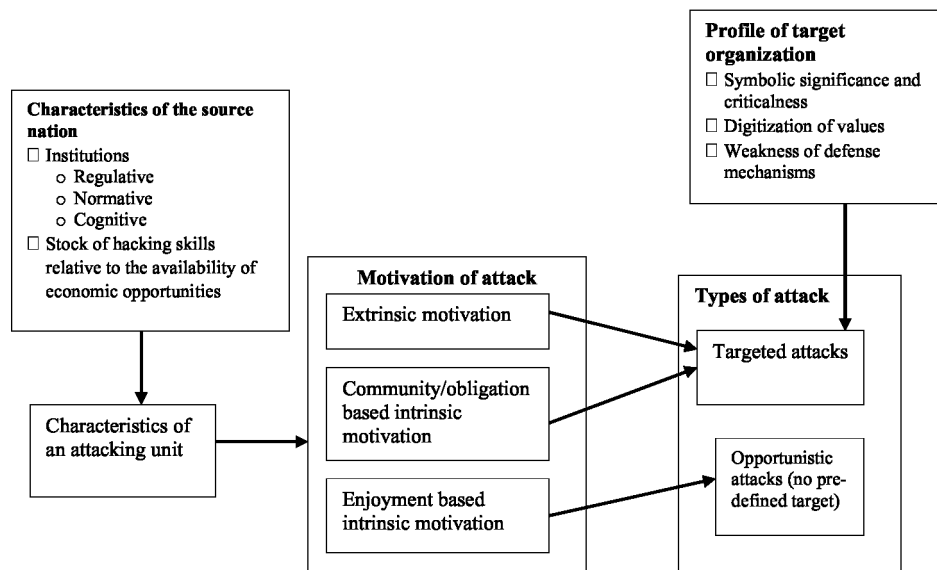 Profile of target
organization
□ Symbolic significance and
criticalness
□ Digitization of values
□ Weakness of defense
mechanisms
Characteristics of the source
nation
□ Institutions
o Regulative
o Normative
o Cognitive
□ Stock of hacking skills
relative to the availability of
economic opportunities
Characteristics of
an attacking unit
Motivation of attack
Extrinsic motivation
Community/obligation
based intrinsic
motivation
Enjoyment based
intrinsic motivation
Types of attack
Targeted attacks
Opportunistic
attacks (no pre-
defined target)